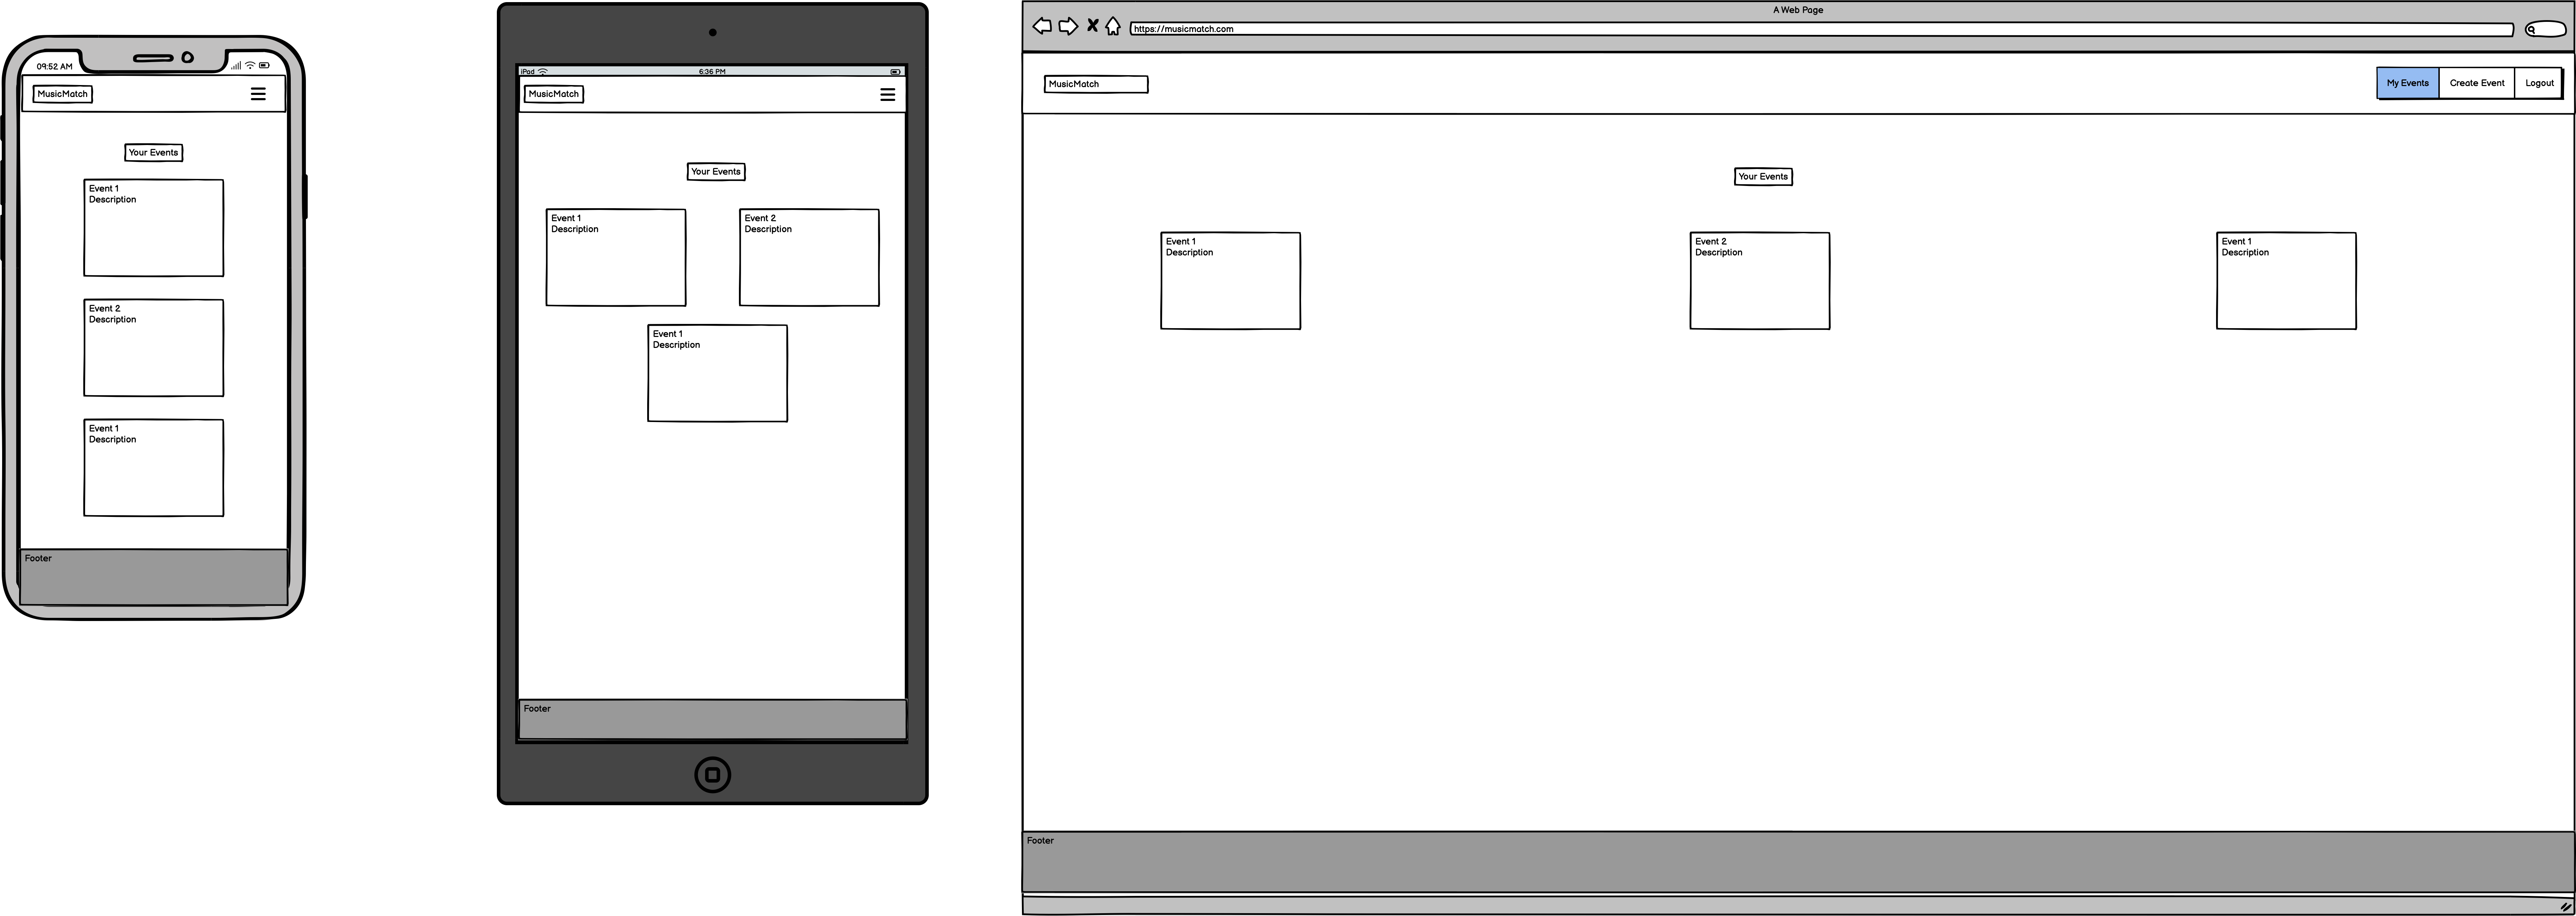 09:52 AM
MusicMatch
Your Events
Event 1
Description
Event 2
Description
Event 1
Description
Footer
iPad
6:36 PM
MusicMatch
Your Events
Event 1
Description
Event 2
Description
Event 1
Description
Footer
A Web Page
https://musicmatch.com
MusicMatch
My Events
Create Event
Logout
Your Events
Event 1
Description
Event 2
Description
Event 1
Description
Footer